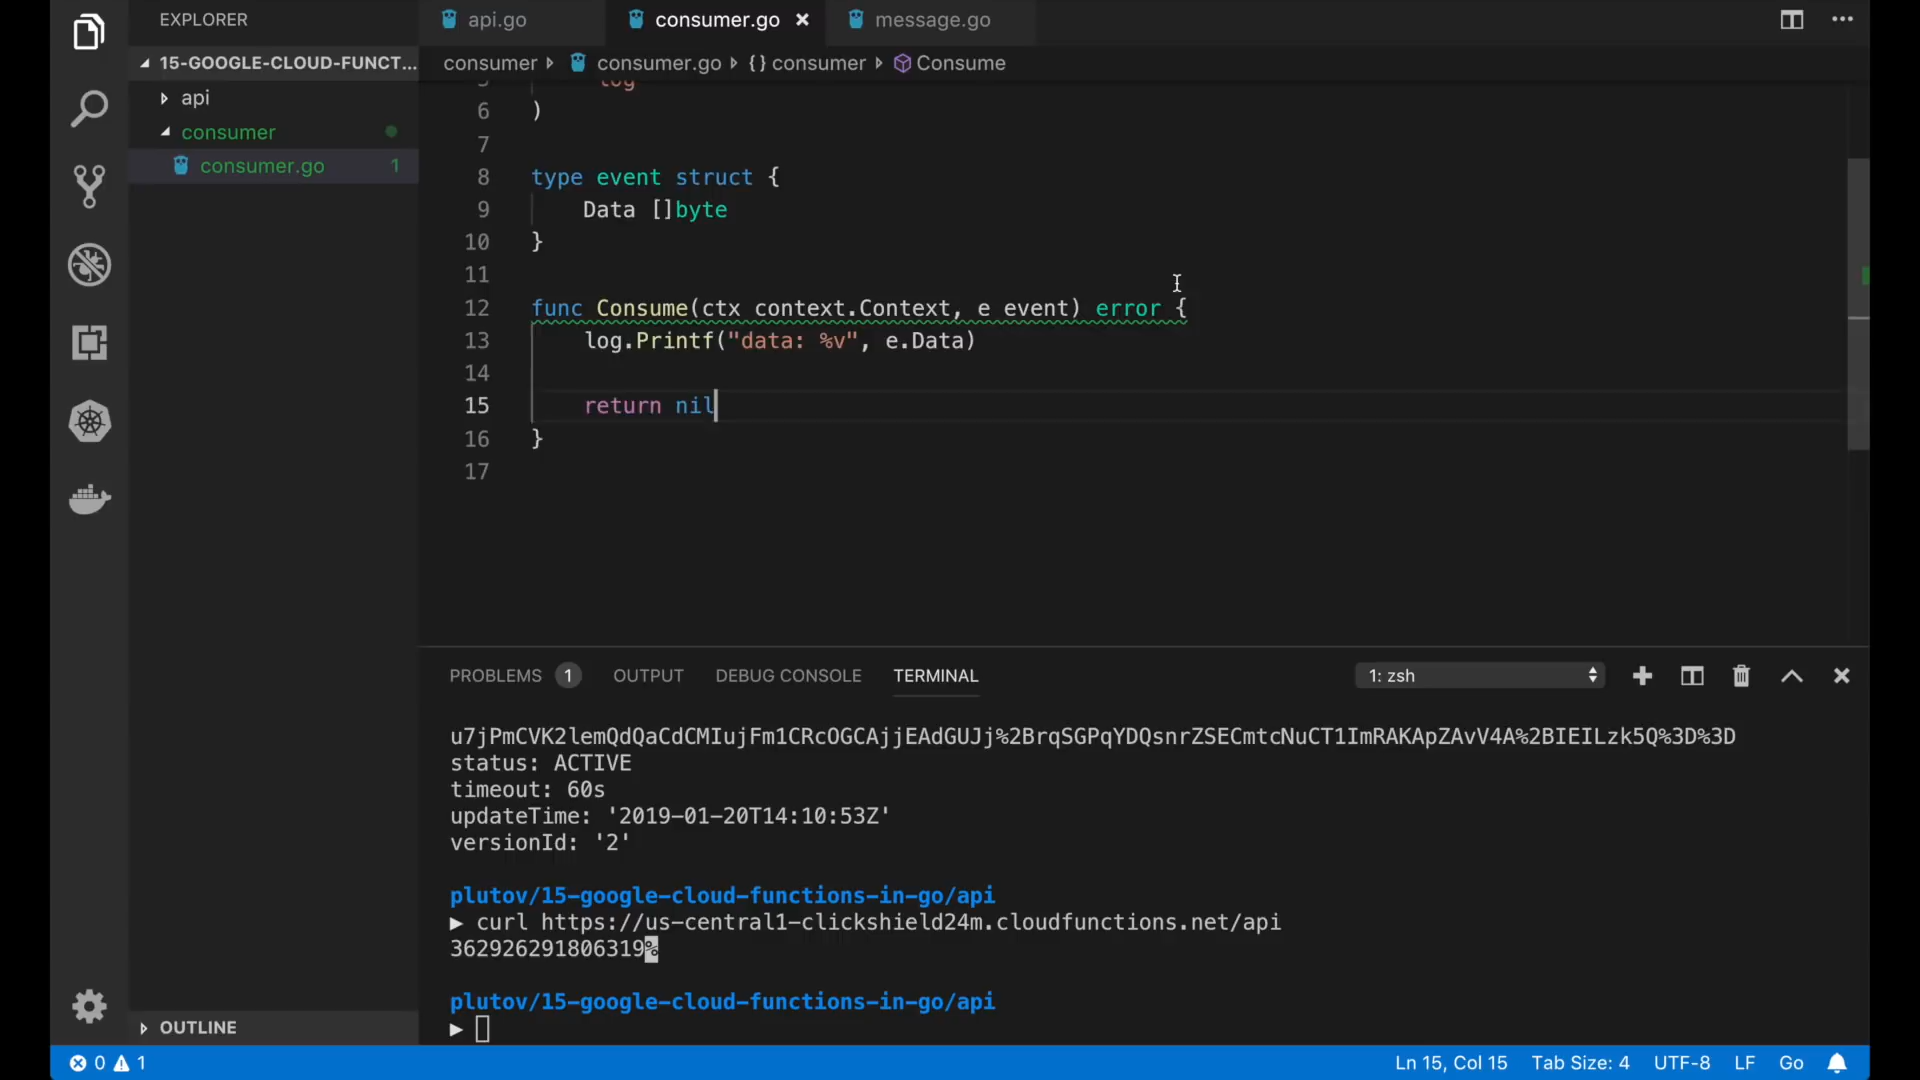 EXPLORER
api.go
consumer.go
message.go
15-GOOGLE-CLOUD-FUNCT...
consumer consumer.go consumer Consume
api
consumer
consumer.go 1
log
6 )
7
8 type event struct {
9 Data []byte
10 }
11
12 func Consume(ctx context.Context, e event) error {
13 log.Printf("data: %v", e.Data)
14
15 return nil
16 }
17
PROBLEMS 1 OUTPUT DEBUG CONSOLE TERMINAL 1: zsh
u7jPmCVK2lemQdQaCdCMIujFm1CRcOGCAjjEAdGUJj%2BrqSGPqYDQsnrZSECmtcNuCT1ImRAKApZAvV4A%2BIEILzk5Q%3D%3D
status: ACTIVE
timeout: 60s
updateTime: '2019-01-20T14:10:53Z'
versionId: '2'
plutov/15-google-cloud-functions-in-go/api
▶ curl https://us-central1-clickshield24m.cloudfunctions.net/api
362926291806319%
plutov/15-google-cloud-functions-in-go/api
▶
OUTLINE
0 1
Ln 15, Col 15 Tab Size: 4 UTF-8 LF Go